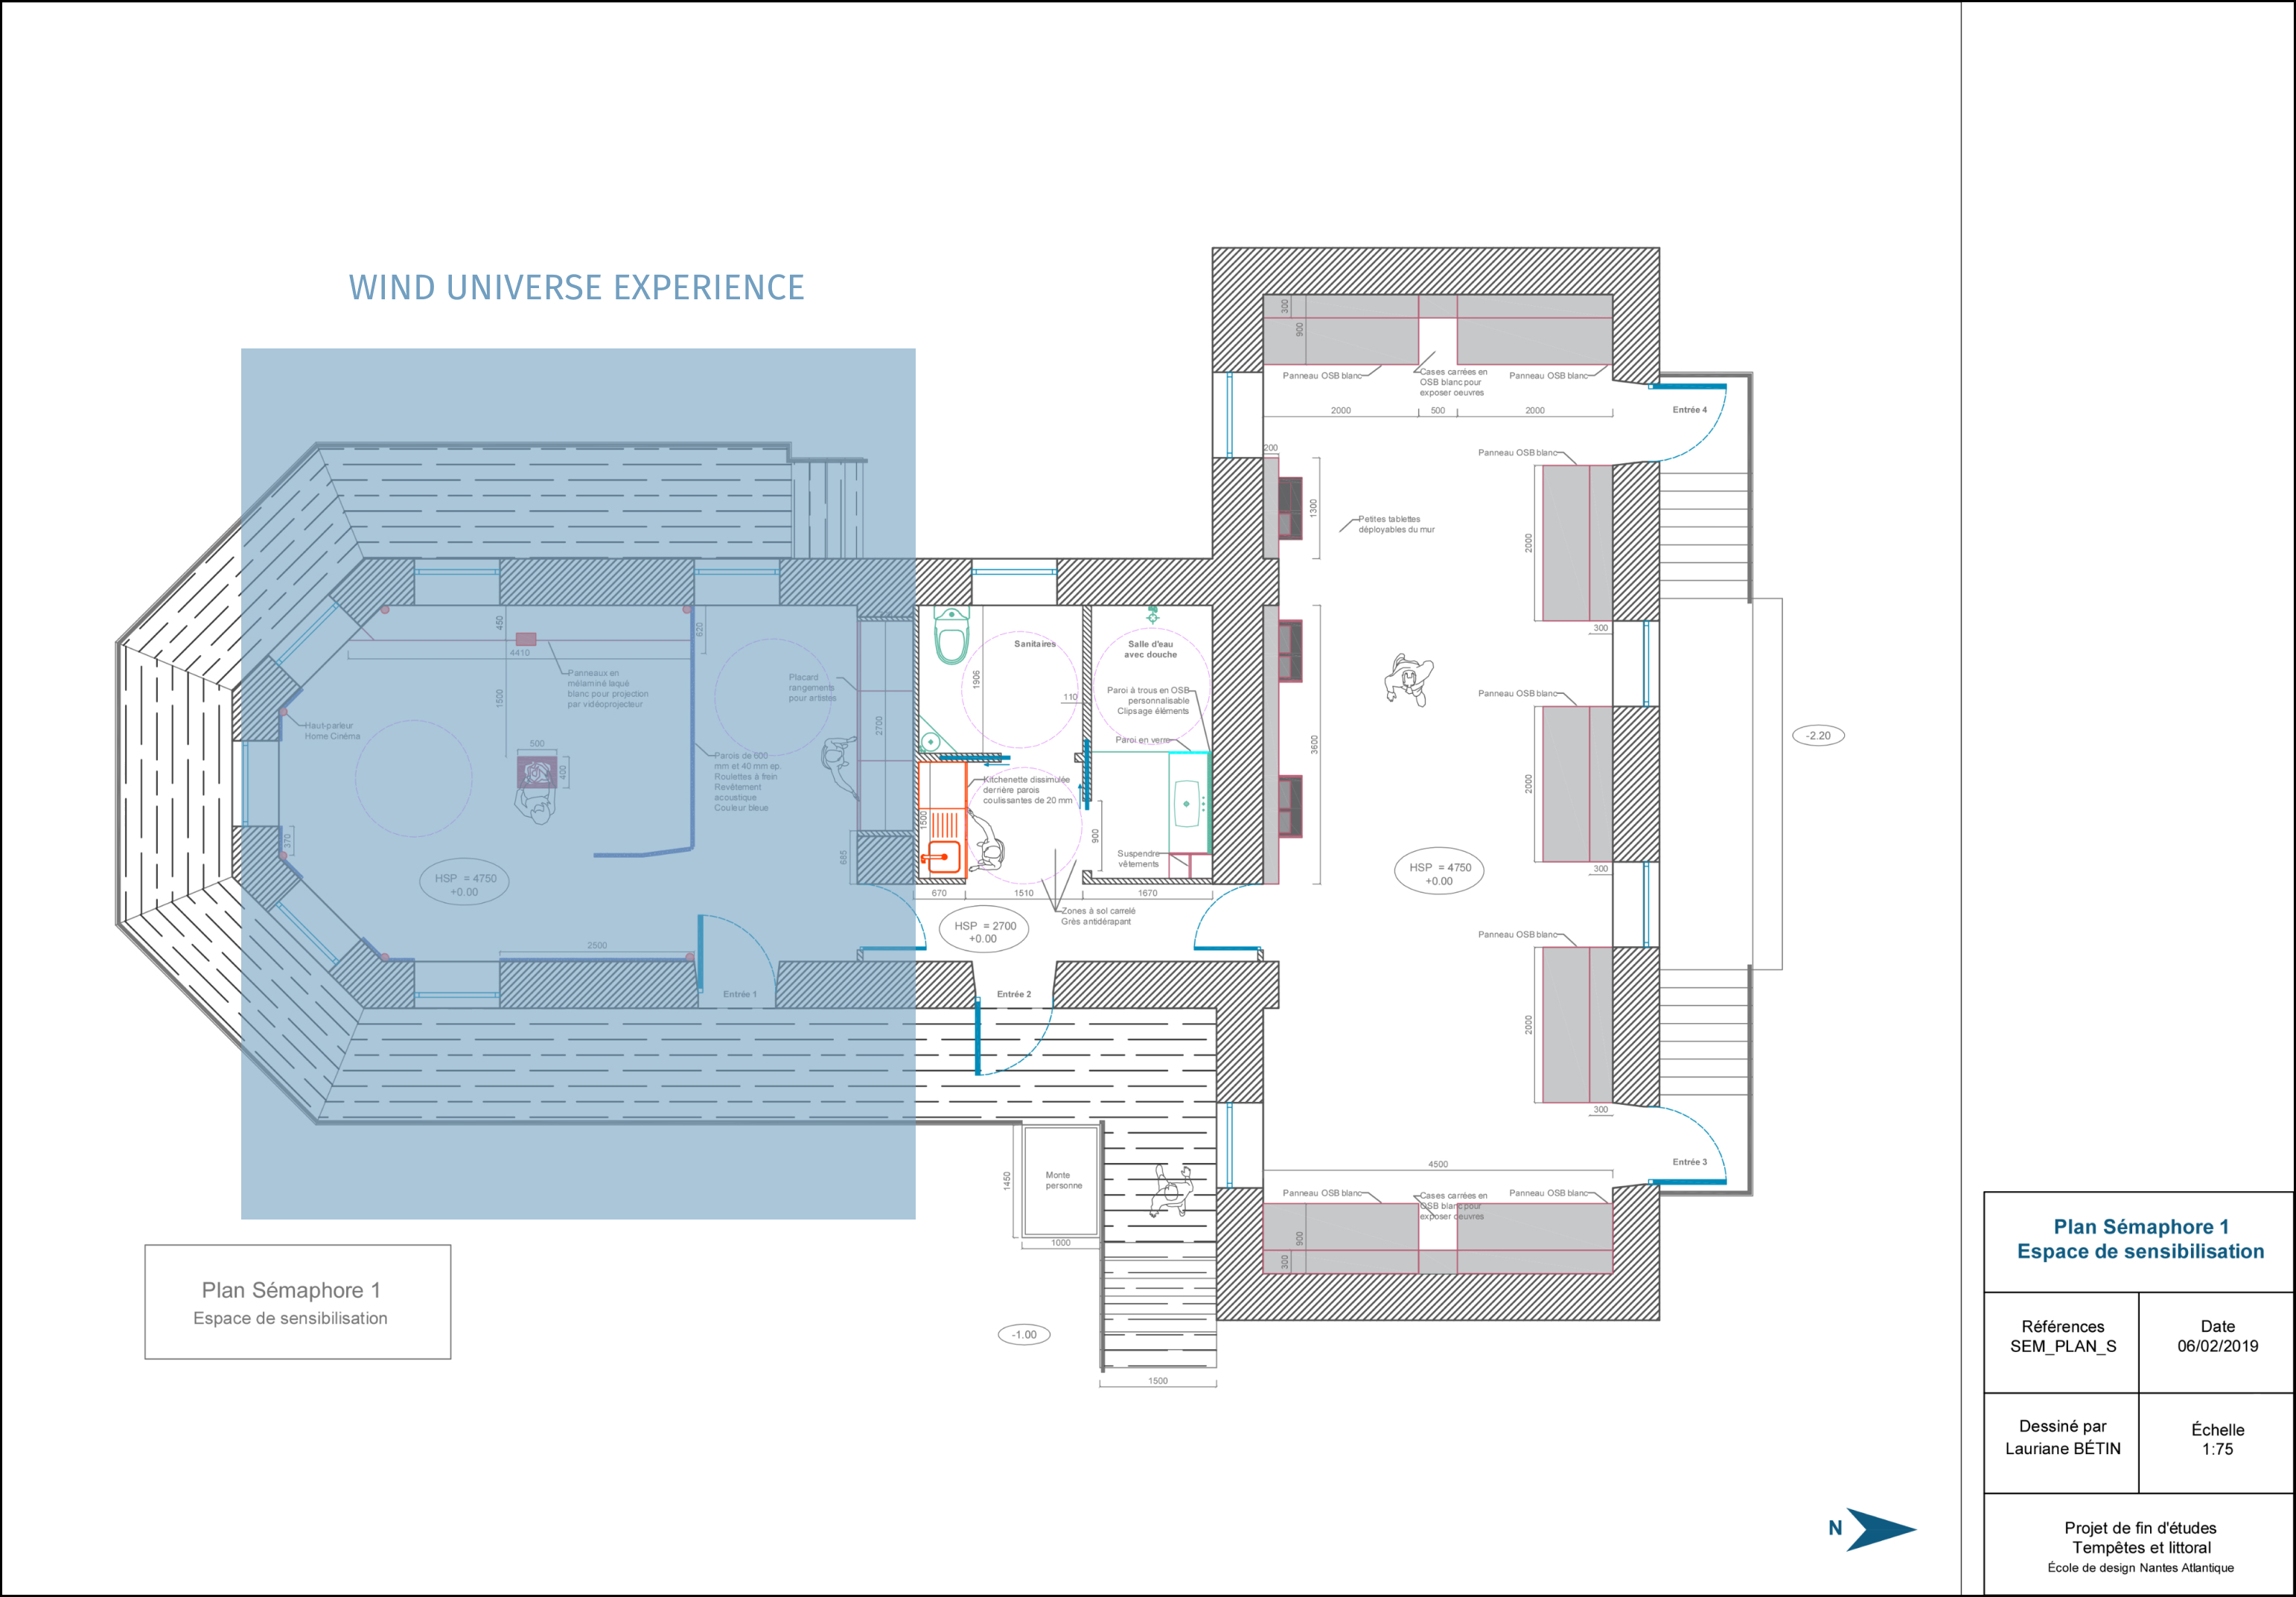 WIND UNIVERSE EXPERIENCE
300
900
Panneau OSB blanc
Cases carrées en
OSB blanc pour
exposer oeuvres
Panneau OSB blanc
2000
500
2000
Entrée 4
200
Panneau OSB blanc
1300
Petites tablettes
déployables du mur
2000
300
450
620
4410
Panneaux en
mélaminé laqué
blanc pour projection
par vidéoprojecteur
1500
Placard
rangements
pour artistes
2700
Haut-parleur
Home Cinéma
500
400
Parois de 600
mm et 40 mm ep.
Roulettes à frein
Revêtement
acoustique
Couleur bleue
370
685
HSP = 4750
+0.00
2500
Entrée 1
Sanitaires
1906
110
Salle d'eau
avec douche
Paroi à trous en OSB
personnalisable
Clipsage éléments
Paroi en verre
Kitchenette dissimulée
derrière parois
coulissantes de 20 mm
1500
900
Suspendre
vêtements
670
1510
1670
Zones à sol carrelé
Grès antidérapant
HSP = 2700
+0.00
Entrée 2
3600
Panneau OSB blanc
2000
300
-2.20
HSP = 4750
+0.00
Panneau OSB blanc
2000
300
Entrée 3
4500
Panneau OSB blanc
Cases carrées en
OSB blanc pour
exposer oeuvres
Panneau OSB blanc
900
300
Monte
personne
1450
1000
-1.00
1500
Plan Sémaphore 1
Espace de sensibilisation
N
Plan Sémaphore 1
Espace de sensibilisation
Références
SEM_PLAN_S
Date
06/02/2019
Dessiné par
Lauriane BÉTIN
Échelle
1:75
Projet de fin d'études
Tempêtes et littoral
École de design Nantes Atlantique